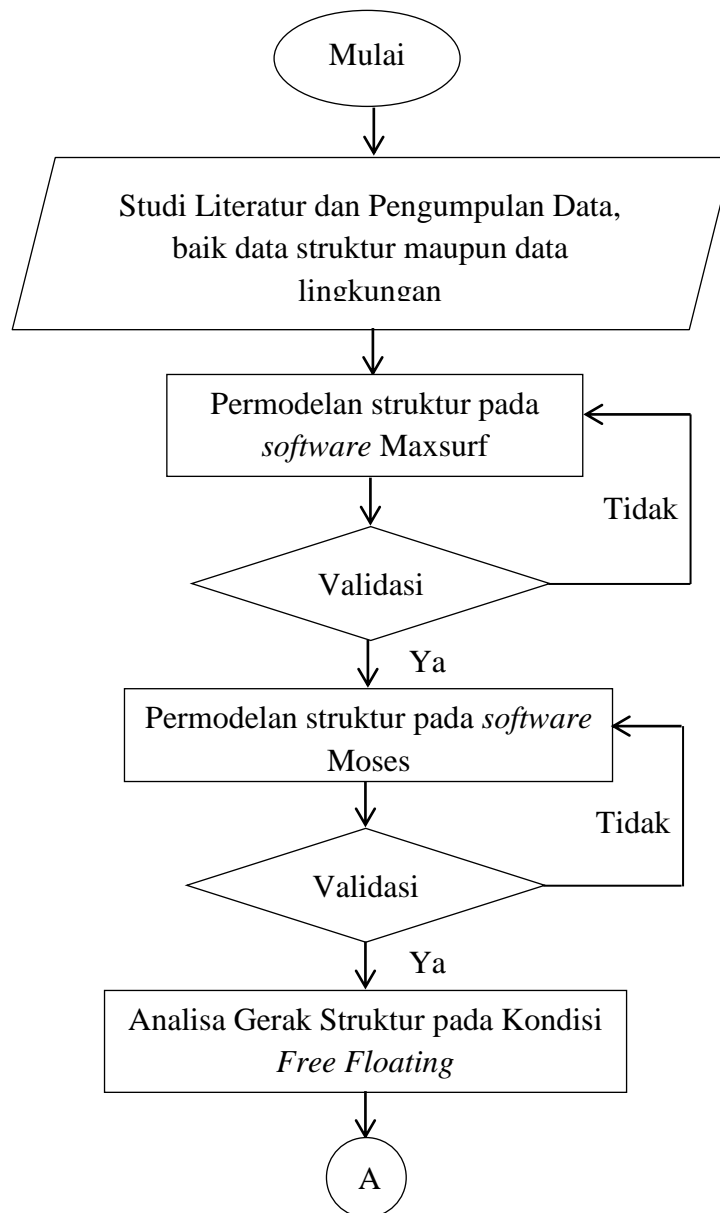 Mulai
Studi Literatur dan Pengumpulan Data,
baik data struktur maupun data
lingkungan
Permodelan struktur pada
software Maxsurf
Tidak
Validasi
Ya
Permodelan struktur pada software
Moses
Tidak
Validasi
Ya
Analisa Gerak Struktur pada Kondisi
Free Floating
A